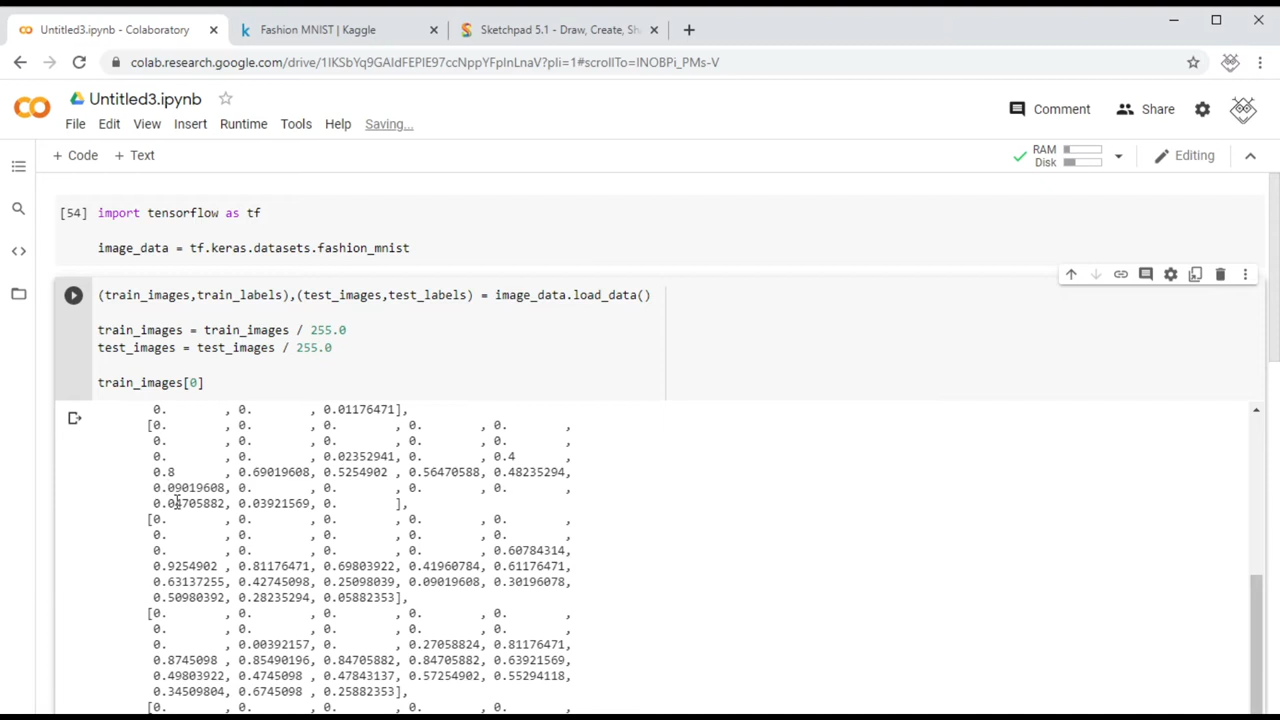 Untitled3.ipynb - Colaboratory
Fashion MNIST | Kaggle
Sketchpad 5.1 - Draw, Create, Sh
colab.research.google.com/drive/1IKSbYq9GAIdFEPIE97ccNppYFpInLnaV?pli=1#scrollTo=INOBPi_PMs-V
Untitled3.ipynb
Comment
Share
File Edit View Insert Runtime Tools Help Saving...
+ Code + Text
RAM
Disk
Editing
[54] import tensorflow as tf
image_data = tf.keras.datasets.fashion_mnist
(train_images,train_labels),(test_images,test_labels) = image_data.load_data()
train_images = train_images / 255.0
test_images = test_images / 255.0
train_images[0]
0. , 0. , 0.01176471],
[0. , 0. , 0. , 0. , 0. ,
0. , 0. , 0. , 0. , 0. ,
0. , 0. , 0.02352941, 0. , 0.4 ,
0.8 , 0.69019608, 0.5254902 , 0.56470588, 0.48235294,
0.09019608, 0. , 0. , 0. , 0. ,
0.04705882, 0.03921569, 0. ],
[0. , 0. , 0. , 0. , 0. ,
0. , 0. , 0. , 0. , 0. ,
0. , 0. , 0. , 0. , 0.60784314,
0.9254902 , 0.81176471, 0.69803922, 0.41960784, 0.61176471,
0.63137255, 0.42745098, 0.25098039, 0.09019608, 0.30196078,
0.50980392, 0.28235294, 0.05882353],
[0. , 0. , 0. , 0. , 0. ,
0. , 0. , 0. , 0. , 0. ,
0. , 0.00392157, 0. , 0.27058824, 0.81176471,
0.8745098 , 0.85490196, 0.84705882, 0.84705882, 0.63921569,
0.49803922, 0.4745098 , 0.47843137, 0.57254902, 0.55294118,
0.34509804, 0.6745098 , 0.25882353],
[0. , 0. , 0. , 0. , 0. ,